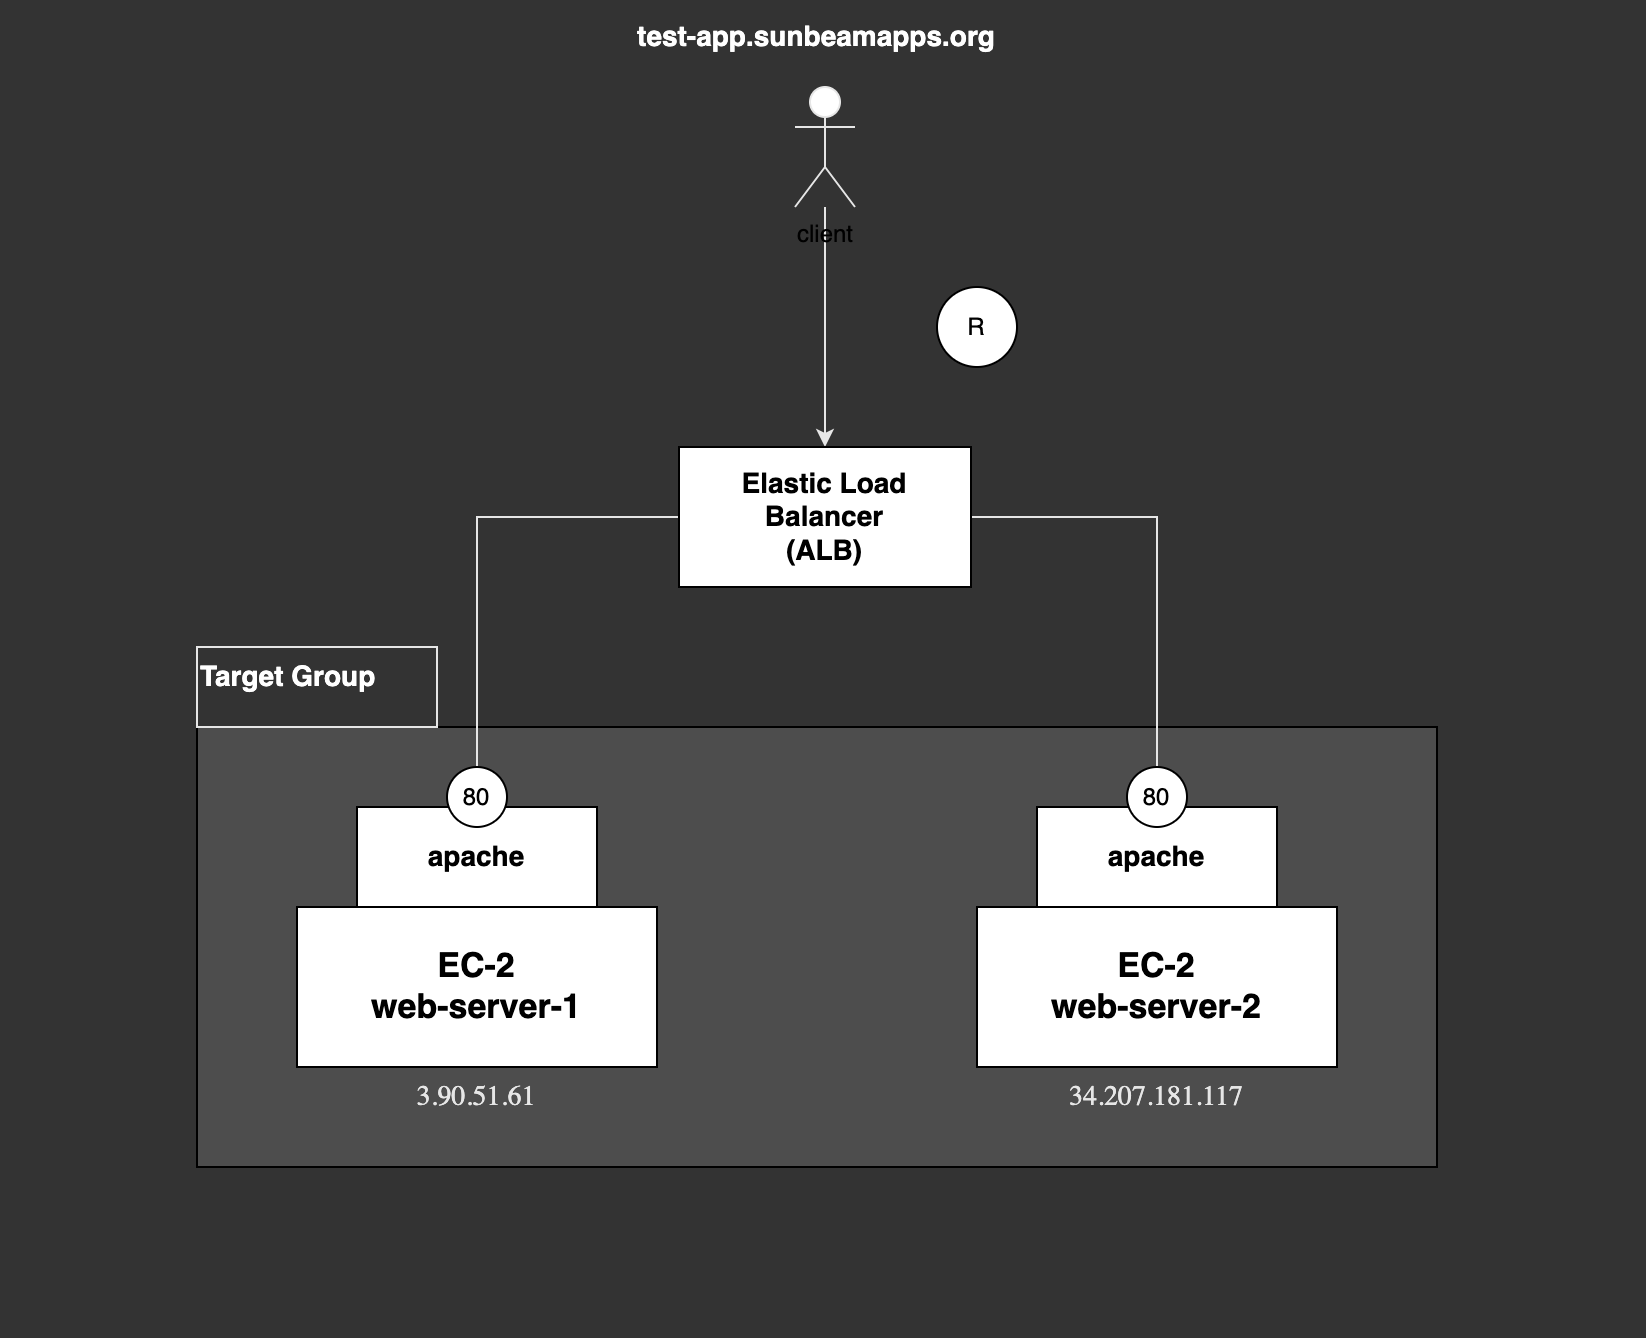 test-app.sunbeamapps.org
client
R
Elastic Load
Balancer
(ALB)
Target Group
80
apache
EC-2
web-server-1
3.90.51.61
80
apache
EC-2
web-server-2
34.207.181.117